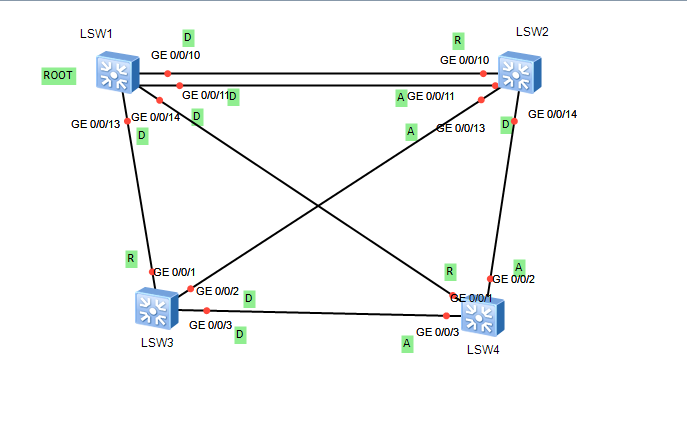 LSW1
LSW2
D
R
GE 0/0/10
GE 0/0/10
ROOT
GE 0/0/11
D
A
GE 0/0/11
GE 0/0/13
GE 0/0/14
D
D
A
GE 0/0/13
D
GE 0/0/14
R
GE 0/0/1
R
A
GE 0/0/2
GE 0/0/2
D
GE 0/0/1
GE 0/0/3
D
GE 0/0/3
A
LSW3
LSW4